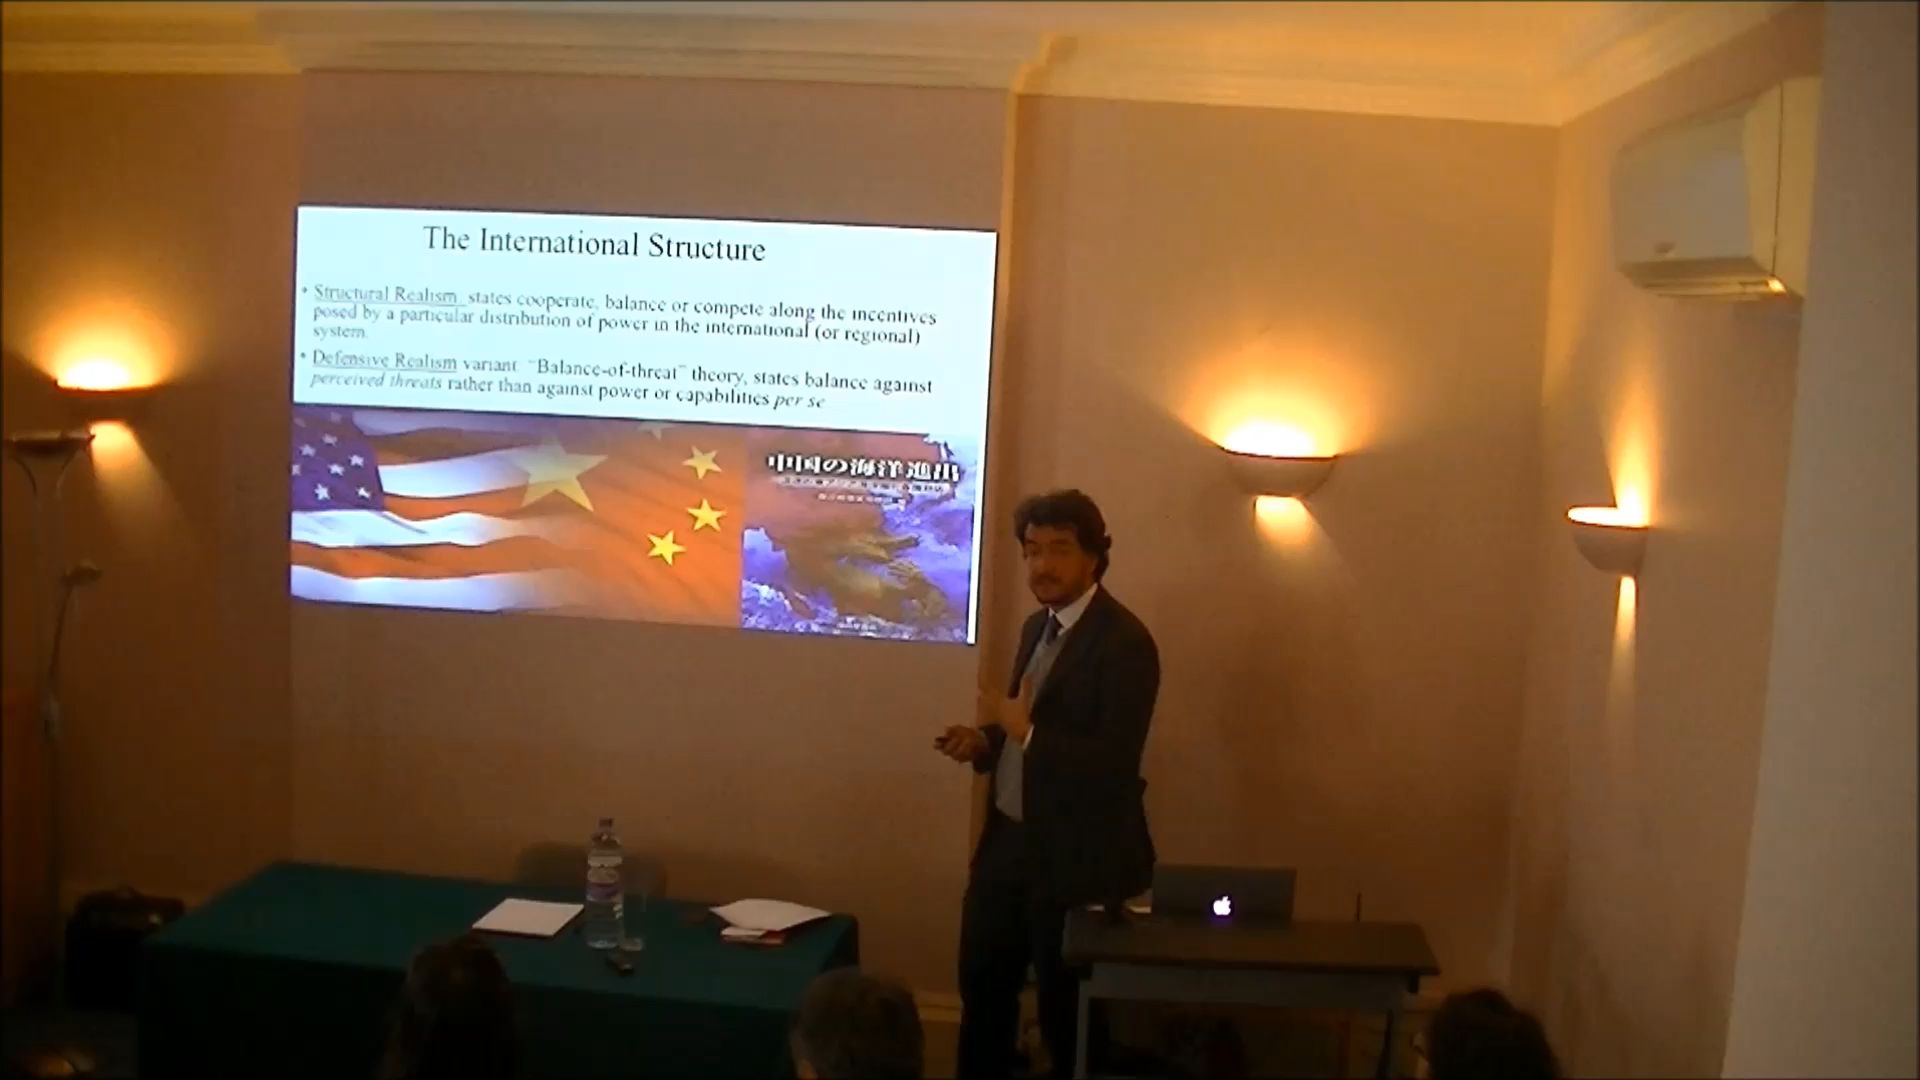 The International Structure
• Structural Realism states cooperate, balance or compete along the incentives
posed by a particular distribution of power in the international (or regional)
system.
• Defensive Realism variant "Balance-of-threat" theory, states balance against
perceived threats rather than against power or capabilities per se
中国の海洋進出